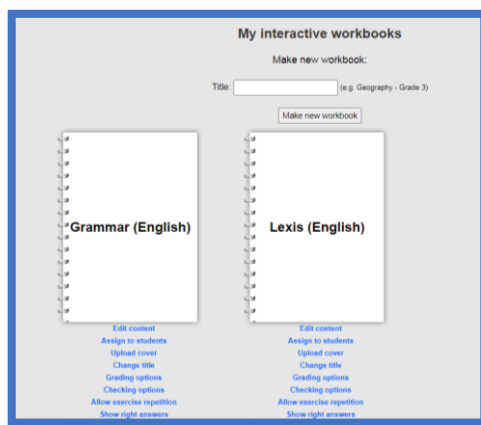 My interactive workbooks
Make new workbook:
Title: (e.g. Geography - Grade 3)
Make new workbook
Grammar (English)
Lexis (English)
Edit content
Assign to students
Upload cover
Change title
Grading options
Checking options
Allow exercise repetition
Show right answers
Edit content
Assign to students
Upload cover
Change title
Grading options
Checking options
Allow exercise repetition
Show right answers